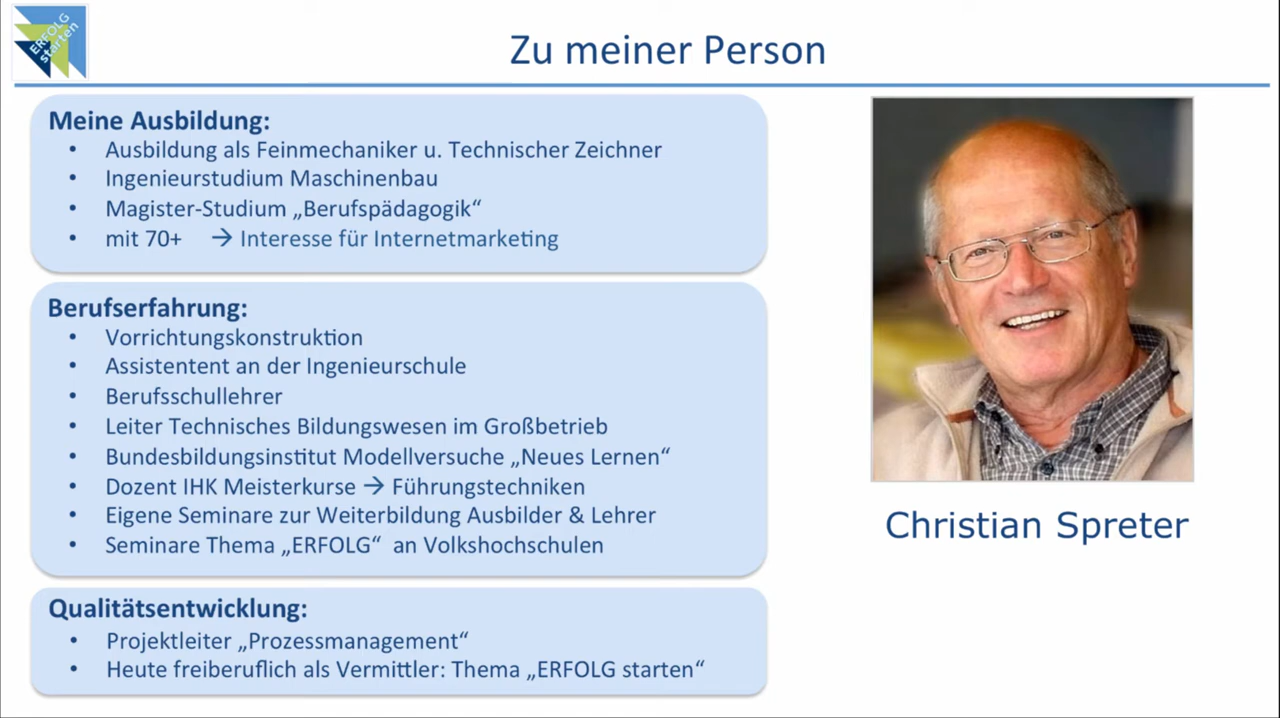 ERFOLG
starten
Zu meiner Person
Meine Ausbildung:
• Ausbildung als Feinmechaniker u. Technischer Zeichner
• Ingenieurstudium Maschinenbau
• Magister-Studium „Berufspädagogik“
• mit 70+ → Interesse für Internetmarketing
Berufserfahrung:
• Vorrichtungskonstruktion
• Assistentent an der Ingenieurschule
• Berufsschullehrer
• Leiter Technisches Bildungswesen im Großbetrieb
• Bundesbildungsinstitut Modellversuche „Neues Lernen“
• Dozent IHK Meisterkurse → Führungstechniken
• Eigene Seminare zur Weiterbildung Ausbilder & Lehrer
• Seminare Thema „ERFOLG“ an Volkshochschulen
Qualitätsentwicklung:
• Projektleiter „Prozessmanagement“
• Heute freiberuflich als Vermittler: Thema „ERFOLG starten“
Christian Spreter